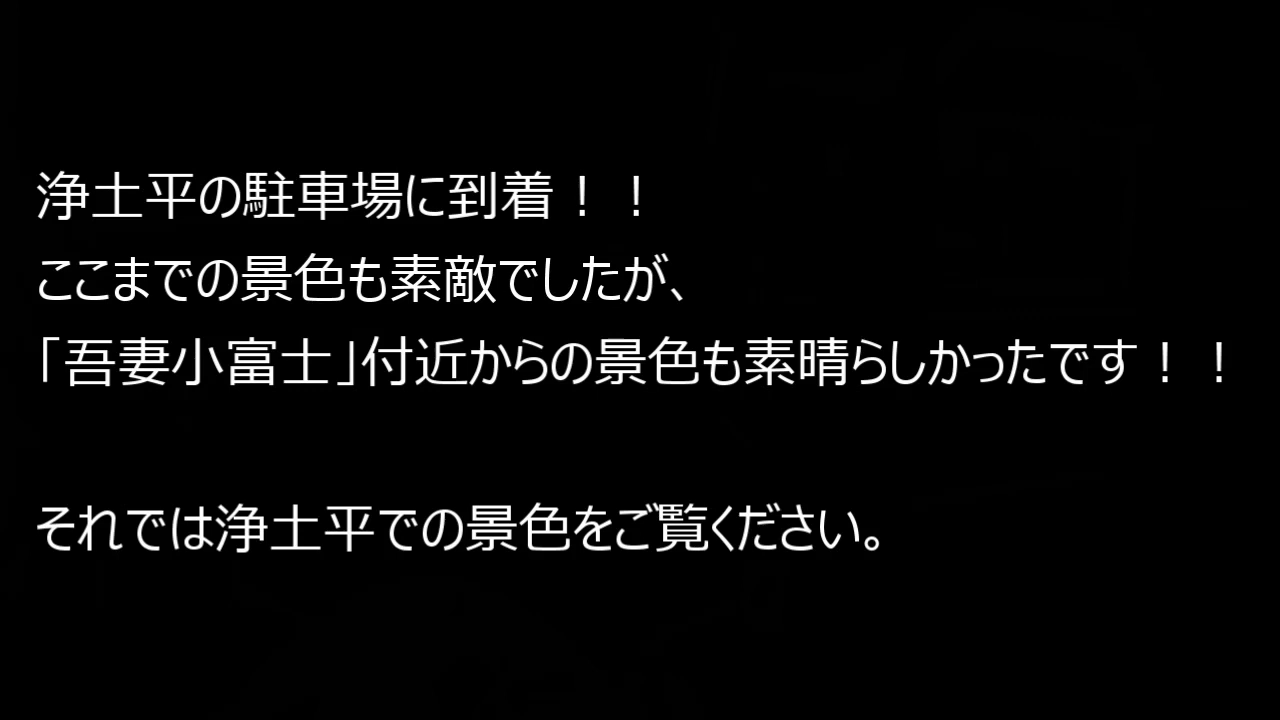 浄土平の駐車場に到着！！
ここまでの景色も素敵でしたが、
「吾妻小富士」付近からの景色も素晴らしかったです！！
それでは浄土平での景色をご覧ください。